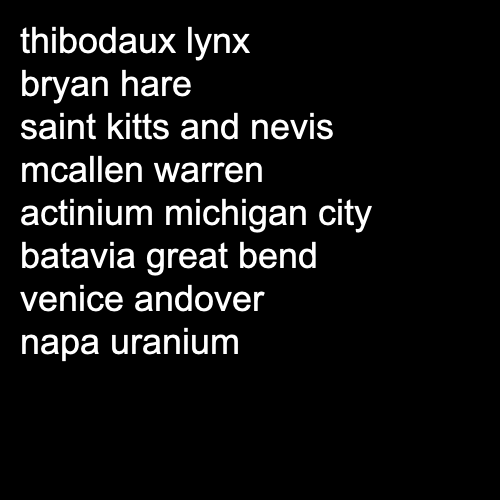 thibodaux lynx
bryan hare
saint kitts and nevis
mcallen warren
actinium michigan city
batavia great bend
venice andover
napa uranium